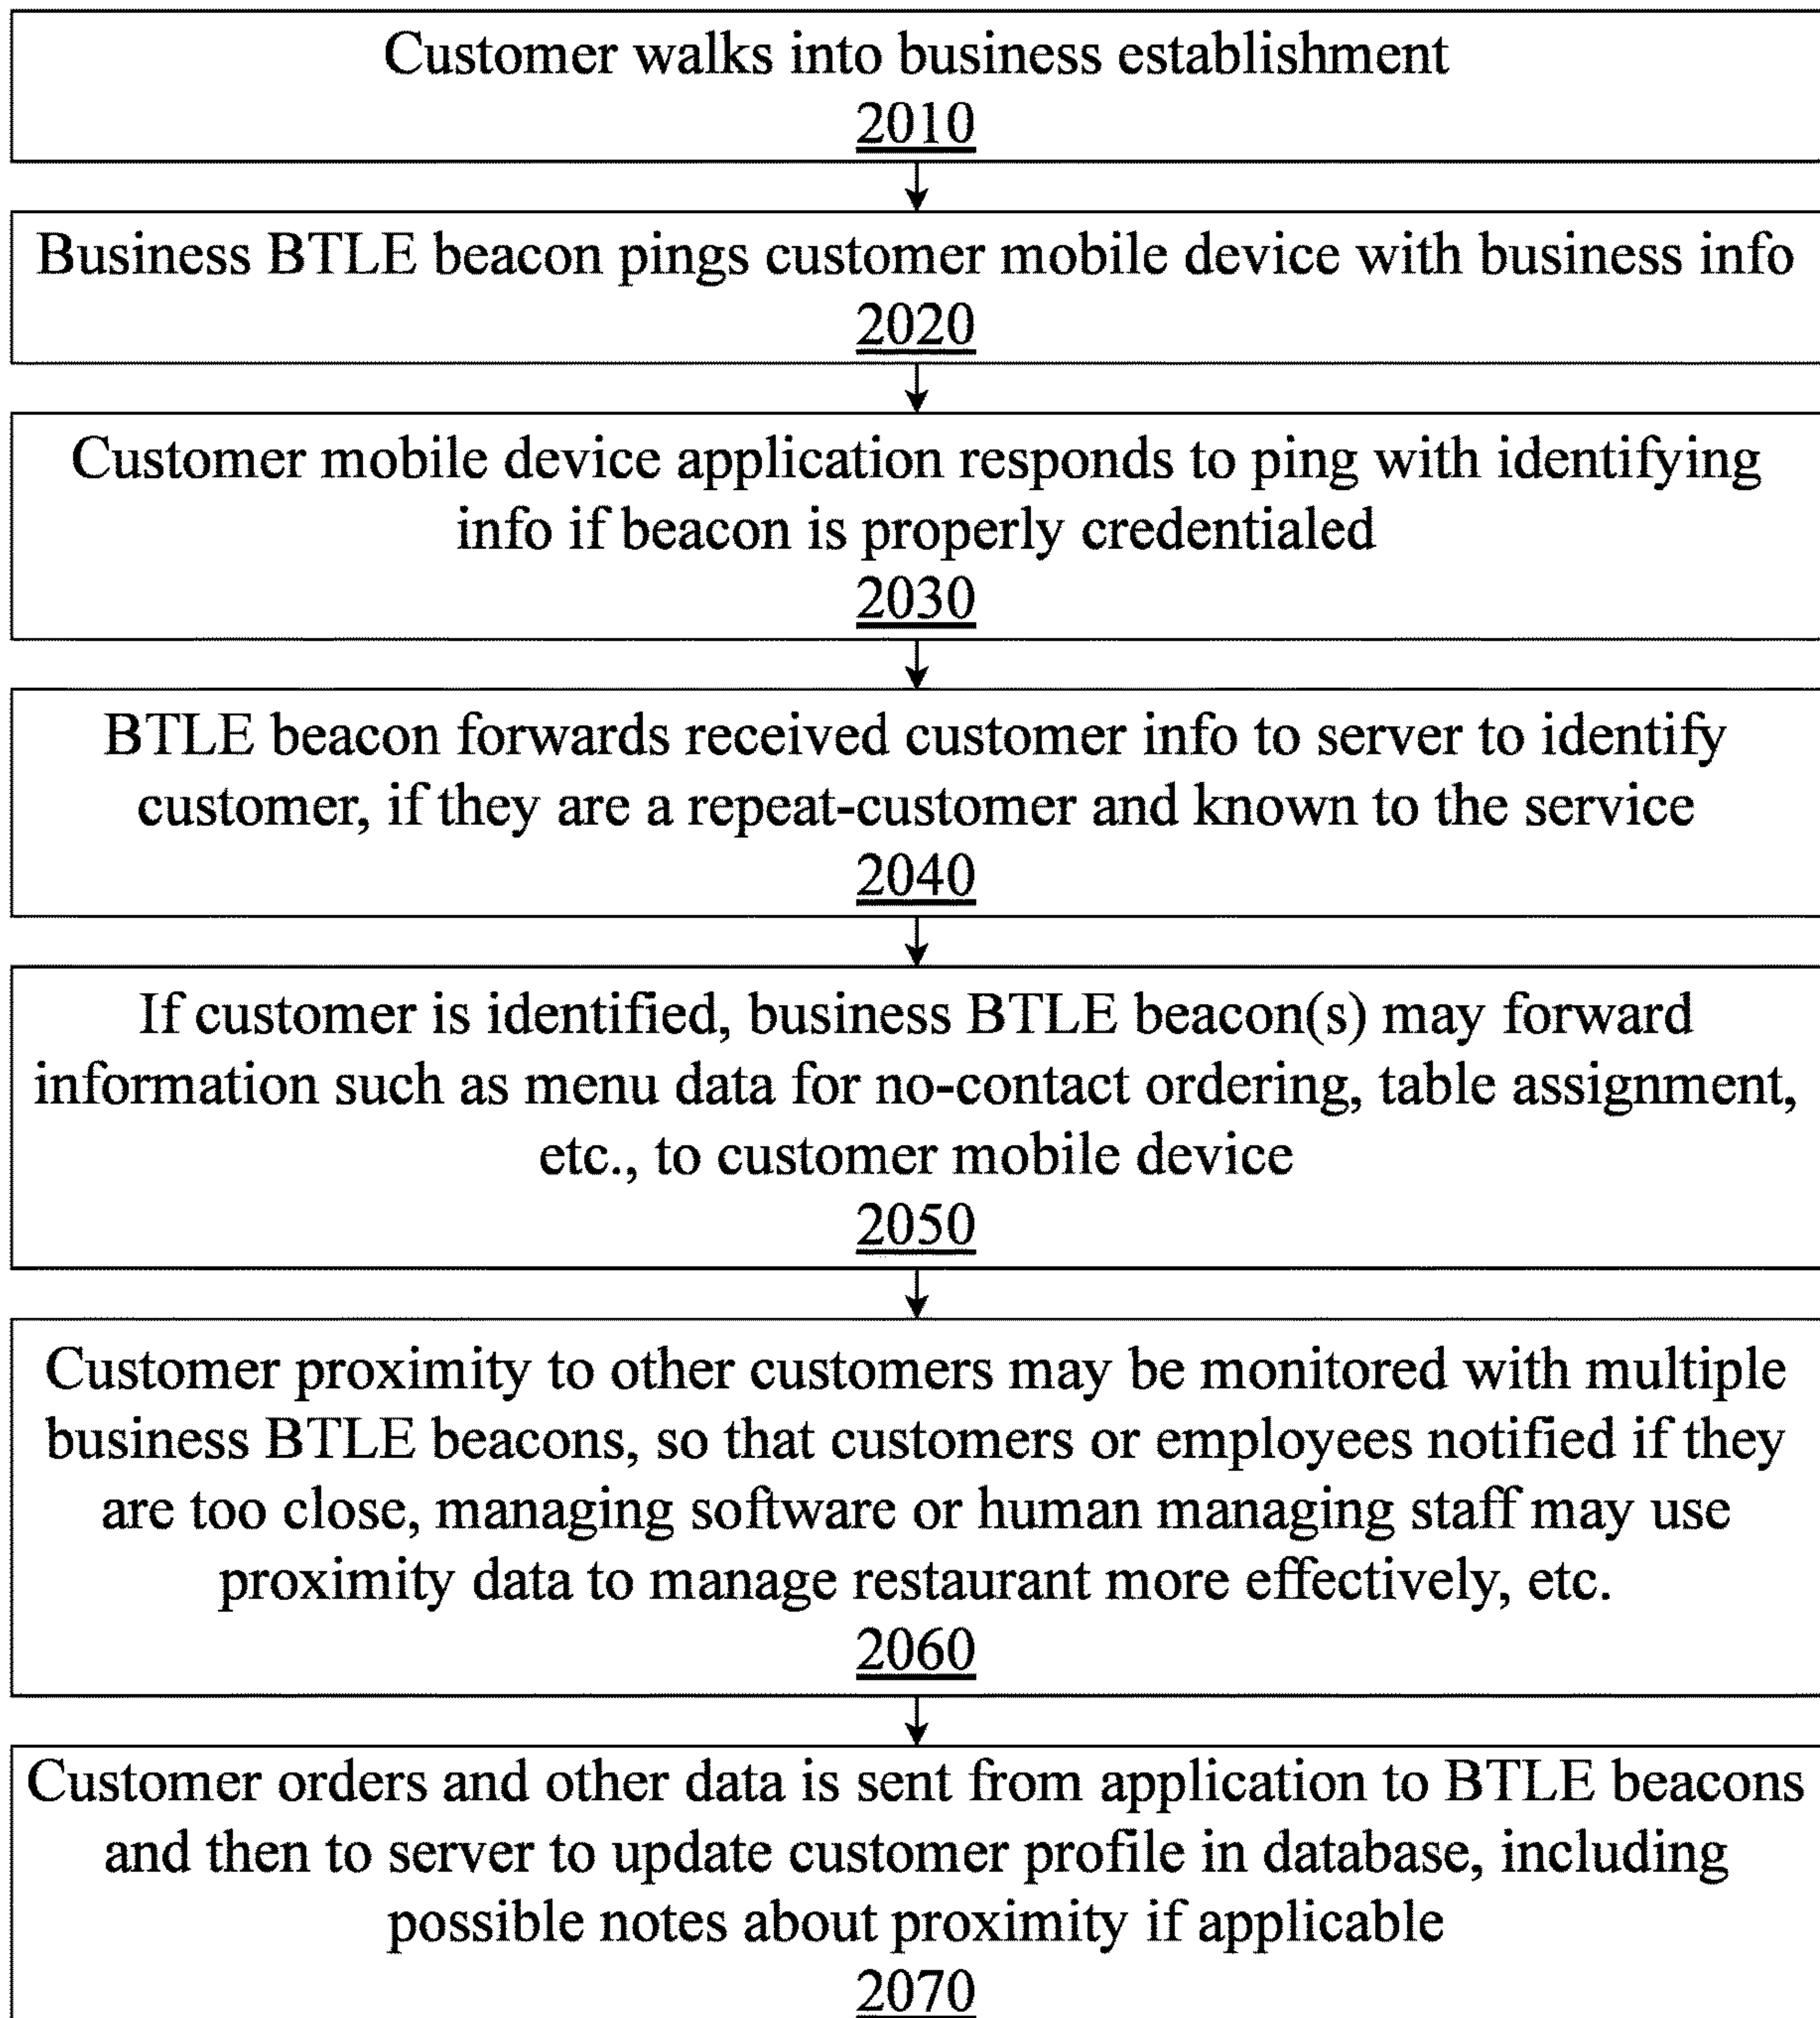 Customer walks into business establishment
2010
Business BTLE beacon pings customer mobile device with business info
2020
Customer mobile device application responds to ping with identifying
info if beacon is properly credentialed
2030
BTLE beacon forwards received customer info to server to identify
customer, if they are a repeat-customer and known to the service
2040
If customer is identified, business BTLE beacon(s) may forward
information such as menu data for no-contact ordering, table assignment,
etc., to customer mobile device
2050
Customer proximity to other customers may be monitored with multiple
business BTLE beacons, so that customers or employees notified if they
are too close, managing software or human managing staff may use
proximity data to manage restaurant more effectively, etc.
2060
Customer orders and other data is sent from application to BTLE beacons
and then to server to update customer profile in database, including
possible notes about proximity if applicable
2070